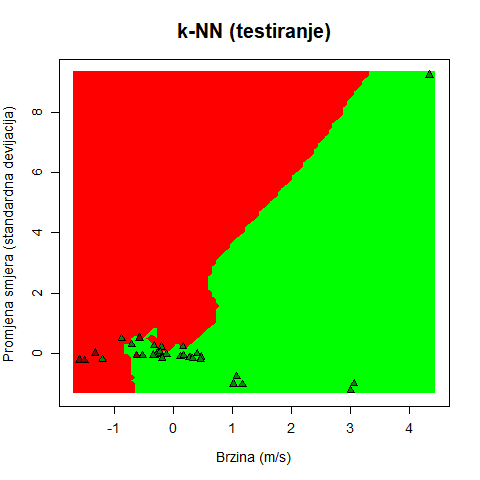 k-NN (testiranje)
Promjena smjera (standardna devijacija)
8
6
4
2
0
-1 0 1 2 3 4
Brzina (m/s)